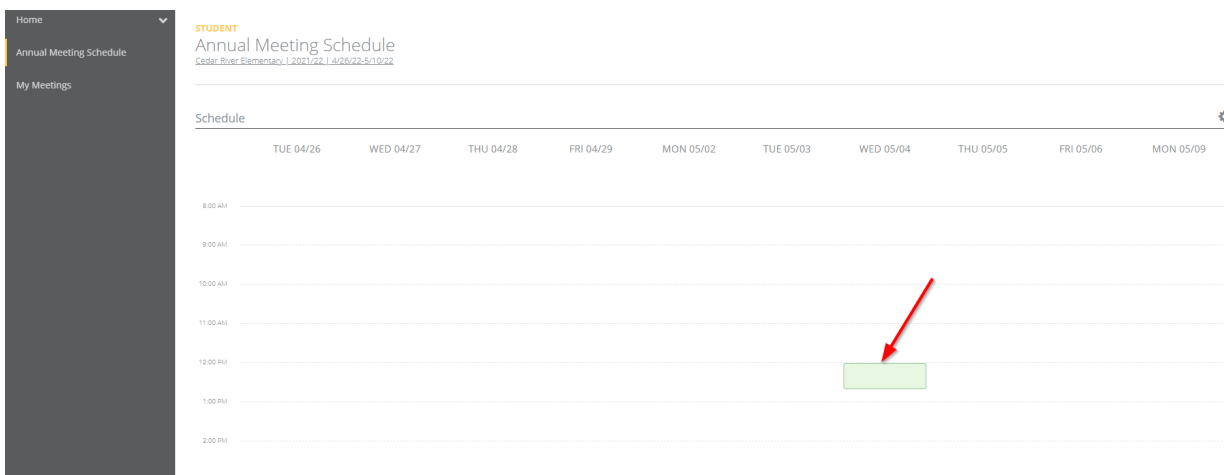 Home
Annual Meeting Schedule
My Meetings
STUDENT
Annual Meeting Schedule
Cedar River Elementary | 2021/22 | 4/26/22-5/10/22
Schedule
TUE 04/26 WED 04/27 THU 04/28 FRI 04/29 MON 05/02 TUE 05/03 WED 05/04 THU 05/05 FRI 05/06 MON 05/09
8:00 AM
9:00 AM
10:00 AM
11:00 AM
12:00 PM
1:00 PM
2:00 PM